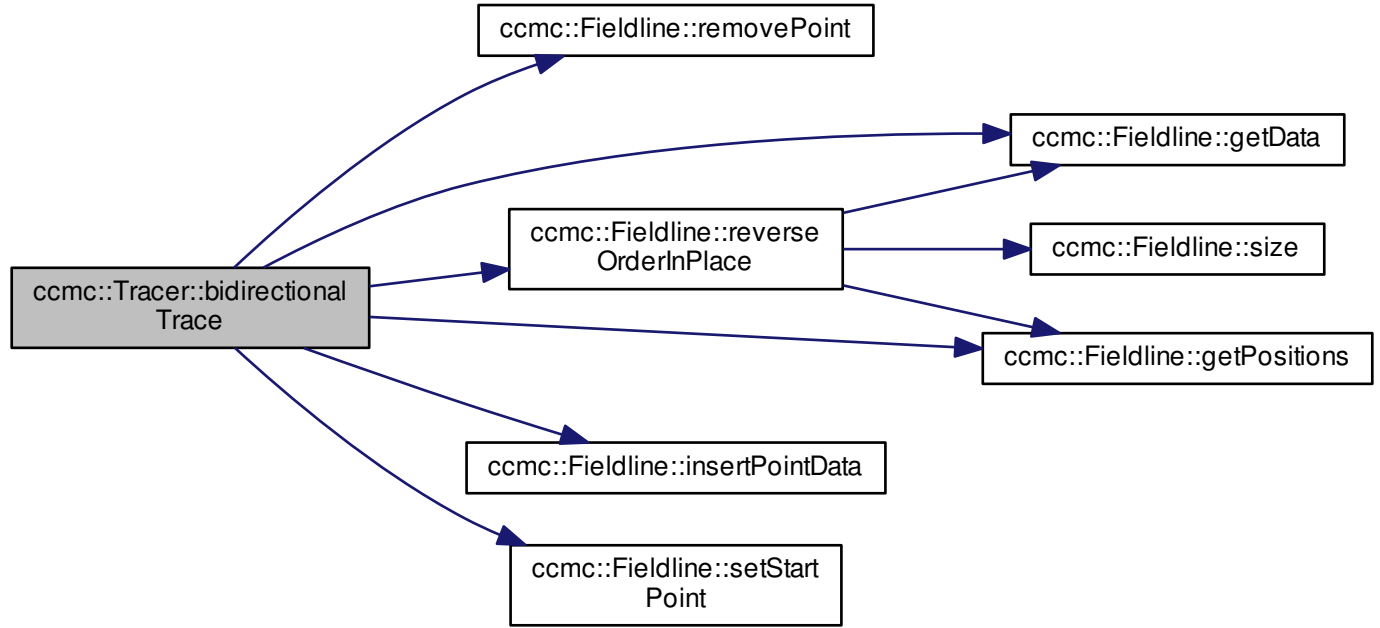 ccmc::Fieldline::removePoint
ccmc::Fieldline::getData
ccmc::Fieldline::reverse
OrderInPlace
ccmc::Fieldline::size
ccmc::Tracer::bidirectional
Trace
ccmc::Fieldline::getPositions
ccmc::Fieldline::insertPointData
ccmc::Fieldline::setStart
Point